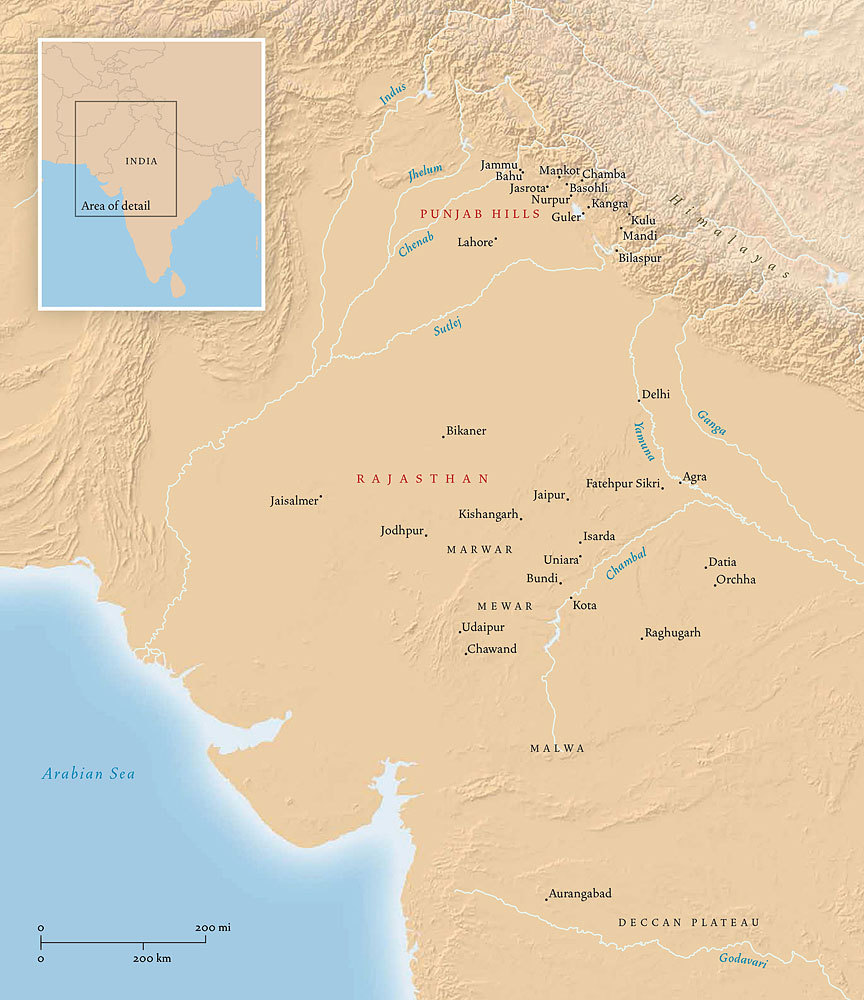 INDIA
Area of detail
Indus
Jhelum
Chenab
Sutlej
Jammu
Bahu
Mankot
Chamba
Jasrota
Basohli
Nurpur
Kangra
PUNJAB HILLS
Guler
Kulu
Mandi
Lahore
Bilaspur
Himalayas
Delhi
Yamuna
Ganga
Bikaner
RAJASTHAN
Jaisalmer
Fatehpur Sikri
Agra
Jaipur
Kishangarh
Jodhpur
MARWAR
Isarda
Uniara
Chambal
Datia
Bundi
Orchha
MEWAR
Kota
Udaipur
Raghugarh
Chawand
MALWA
Arabian Sea
Aurangabad
DECCAN PLATEAU
Godavari
0 200 mi
0 200 km